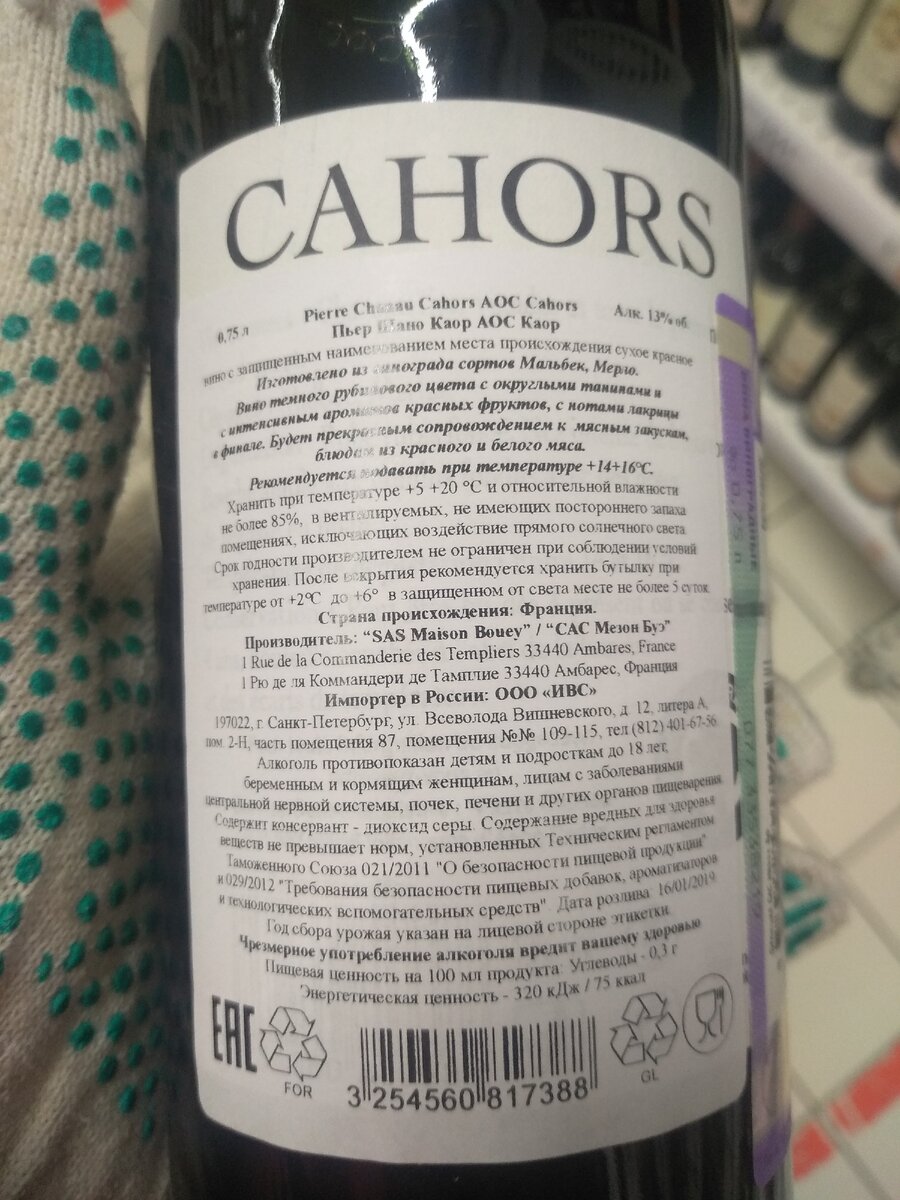 CAHORS
Pierre Cahors AOC Cahors
0,75 л
Алк. 13% об.
Пьер Каор АОС Каор
вино с защищенным наименованием места происхождения сухое красное
Изготовлено из винограда сортов Мальбек, Мерло.
Вино темного рубинового цвета с округлыми танинами и
с интенсивным ароматов красных фруктов, с нотами лакрицы
в финале. Будет прекрасным сопровождением к мясным закускам,
блюдам из красного и белого мяса.
Рекомендуется подавать при температуре +14+16°С.
Хранить при температуре +5 +20 °С и относительной влажности
не более 85%, в вентилируемых, не имеющих постороннего запаха
помещениях, исключающих воздействие прямого солнечного света
Срок годности производителем не ограничен при соблюдении условий
хранения. После вскрытия рекомендуется хранить бутылку при
температуре от +2°С до +6° в защищенном от света месте не более 5 суток
Страна происхождения: Франция.
Производитель: “SAS Maison Bouey” / “САС Мезон Буэ”
1 Rue de la Commanderie des Templiers 33440 Ambares, France
1 Рю де ля Коммандери де Тамплие 33440 Амбарес, Франция
Импортер в России: ООО «ИВС»
197022, г. Санкт-Петербург, ул. Всеволода Вишневского, д. 12, литера А,
пом. 2-Н, часть помещения 87, помещения №№ 109-115, тел (812) 401-67-56
Алкоголь противопоказан детям и подросткам до 18 лет,
беременным и кормящим женщинам, лицам с заболеваниями
центральной нервной системы, почек, печени и других органов пищеварения
Содержит консервант - диоксид серы. Содержание вредных для здоровья
веществ не превышает норм, установленных Техническим регламентом
Таможенного Союза 021/2011 "О безопасности пищевой продукции"
и 029/2012 "Требования безопасности пищевых добавок, ароматизаторов
и технологических вспомогательных средств". Дата розлива 16/01/2019
Год сбора урожая указан на лицевой стороне этикетки.
Чрезмерное употребление алкоголя вредит вашему здоровью
Пищевая ценность на 100 мл продукта: Углеводы - 0,3 г
Энергетическая ценность - 320 кДж / 75 ккал
EAC
FOR
3 254560 817388
GL